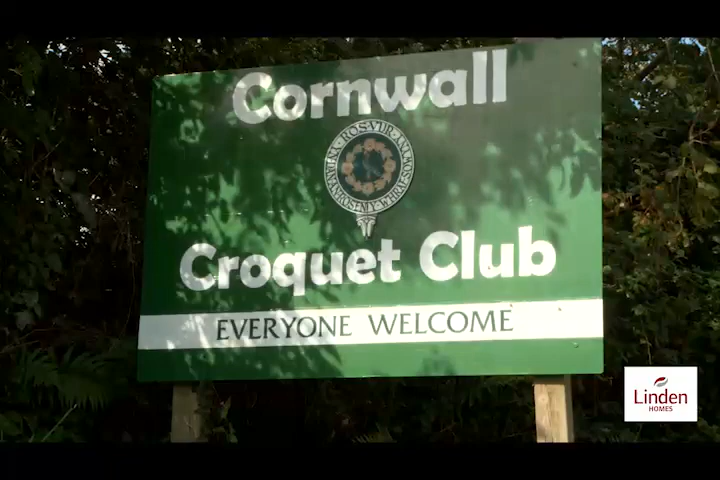 Cornwall
Croquet Club
EVERYONE WELCOME
Linden
HOMES